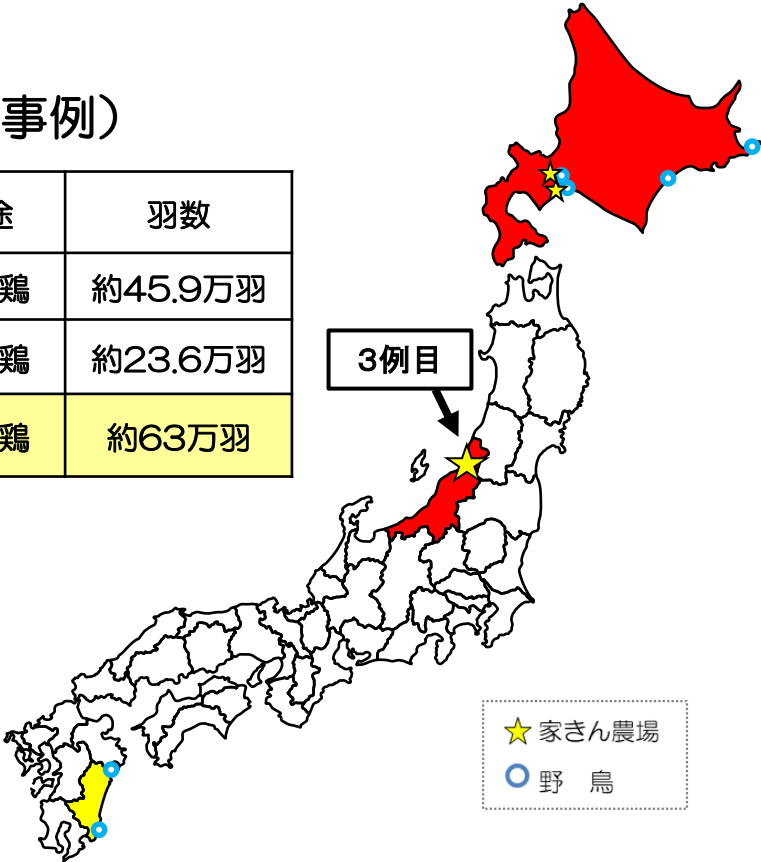 事例）
途 羽数
鶏 約45.9万羽
鶏 約23.6万羽
鶏 約63万羽
3例目
家きん農場
野 鳥